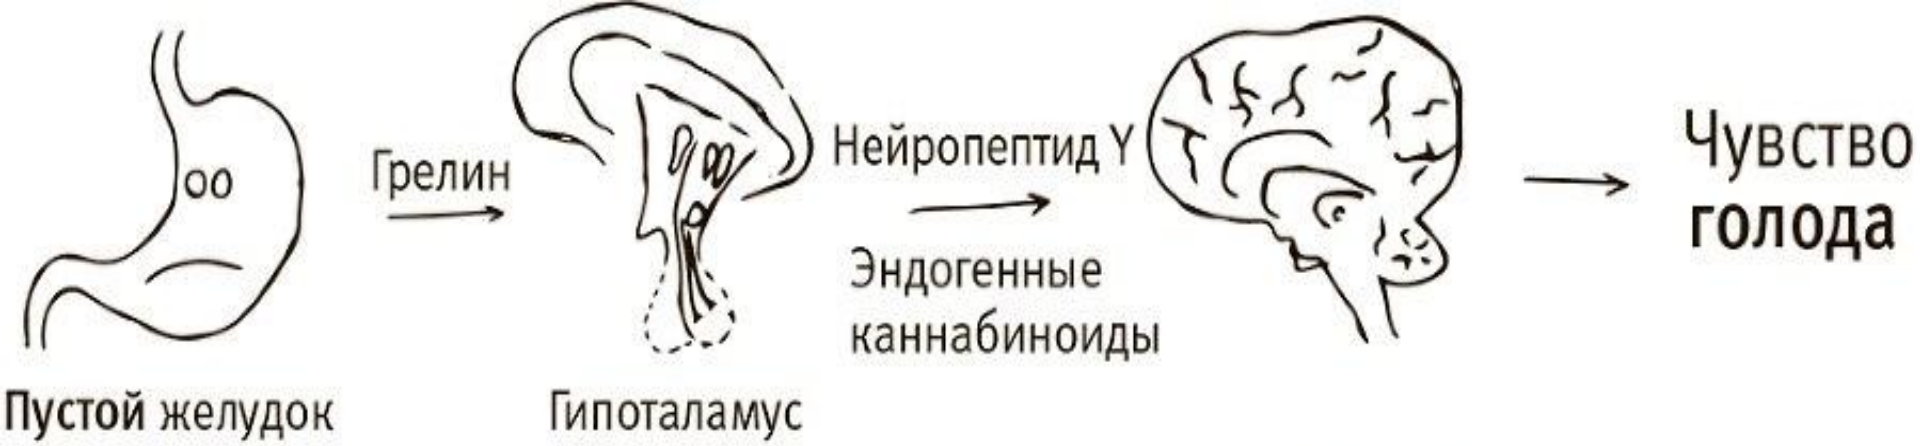 Грелин
Нейропептид Y
Эндогенные
каннабиноиды
Чувство
голода
Пустой желудок
Гипоталамус